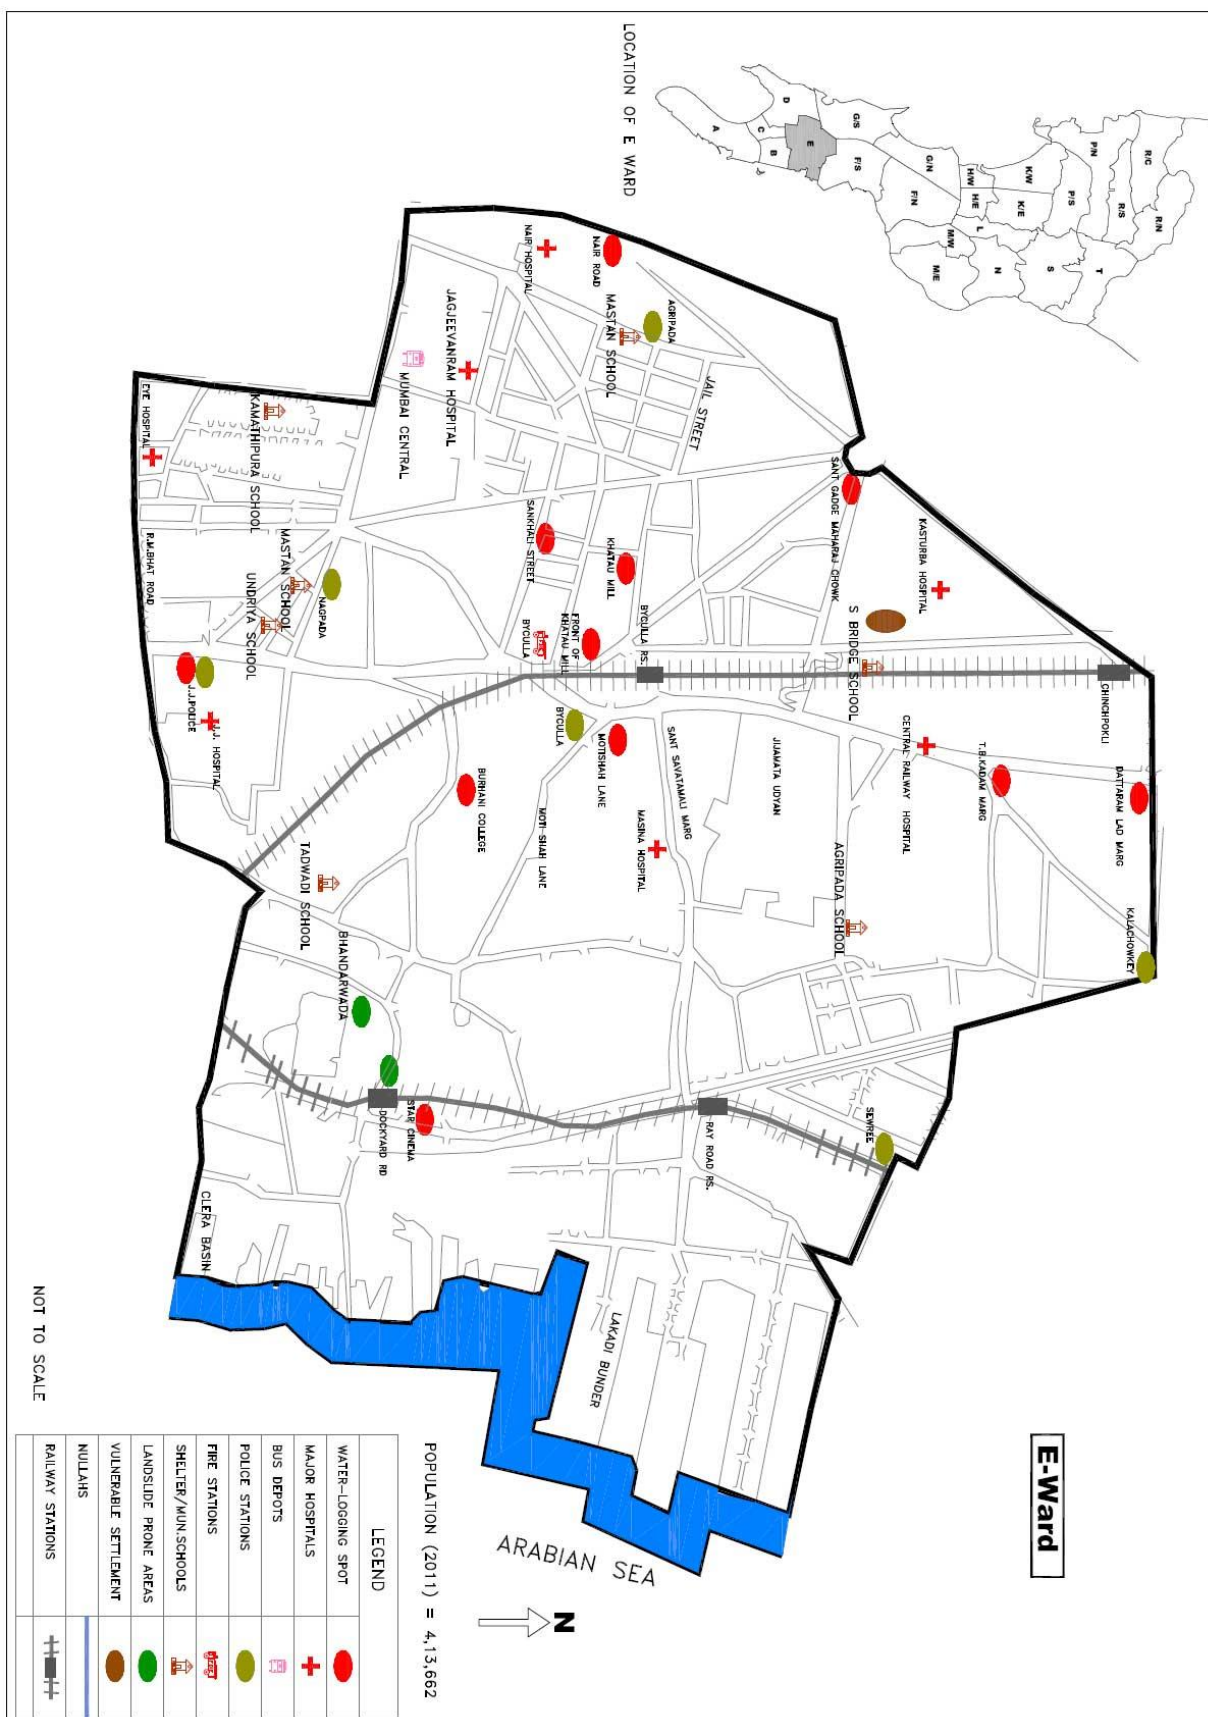 E-Ward
LOCATION OF E WARD
A
B
C
D
E
F/S
G/S
G/N
F/N
H/W
H/E
K/W
K/E
L
M/W
M/E
N
S
T
P/S
P/N
R/S
R/C
R/N
CHINCHPOKLI
DATTARAM LAD MARG
KALACHOWKEY
T.B.KADAM MARG
KASTURBA HOSPITAL
CENTRAL RAILWAY HOSPITAL
S BRIDGE SCHOOL
SANT GADGE MAHARAJ CHOWK
AGRIPADA SCHOOL
SEWREE
JIJAMATA UDYAN
JAIL STREET
SANT SAVATAMALI MARG
RAY ROAD RS.
AGRIPADA
MASTAN SCHOOL
NAIR ROAD
NAIR HOSPITAL
BYCULLA RS.
KHATAU MILL
FRONT OF
KHATAU MILL
BYCULLA
SANKHALI STREET
MASINA HOSPITAL
MOTISHAH LANE
BYCULLA
MOTI SHAH LANE
BURHANI COLLEGE
LAKADI BUNDER
JAGJEEVANRAM HOSPITAL
MUMBAI CENTRAL
STAR CINEMA
DOCKYARD RD
BHANDARWADA
TADWADI SCHOOL
NAGPADA
MASTAN SCHOOL
UNDRIYA SCHOOL
KAMATHIPURA SCHOOL
EYE HOSPITAL
R.M.BHAT ROAD
J.J. HOSPITAL
J.J.POLICE
CLERA BASIN
ARABIAN SEA
N
POPULATION (2011) = 4,13,662
NOT TO SCALE
LEGEND
WATER-LOGGING SPOT
MAJOR HOSPITALS
BUS DEPOTS
POLICE STATIONS
FIRE STATIONS
SHELTER/MUN.SCHOOLS
LANDSLIDE PRONE AREAS
VULNERABLE SETTLEMENT
NULLAHS
RAILWAY STATIONS